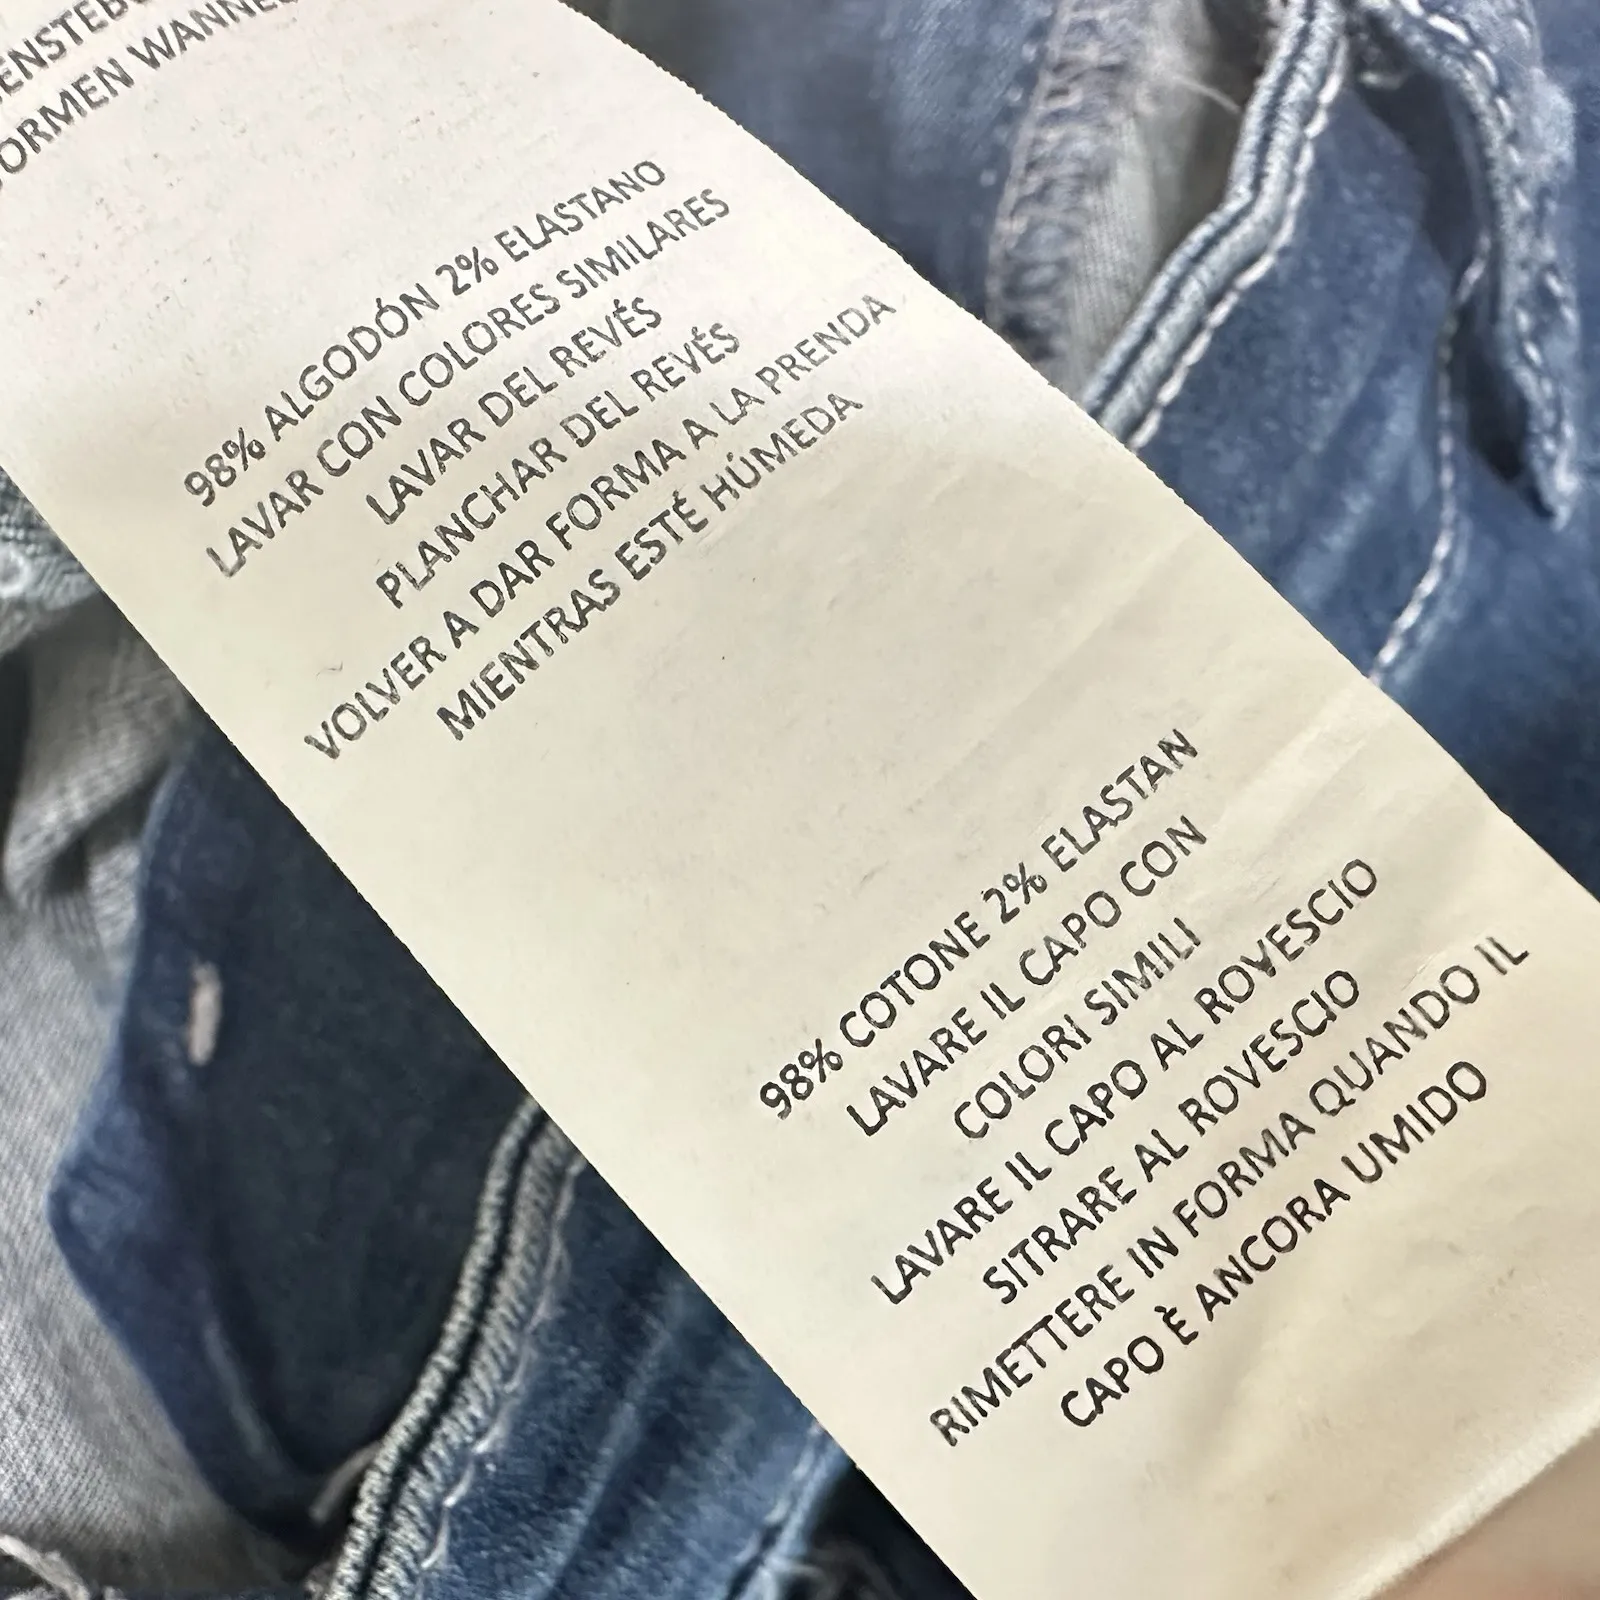 ORMEN WANNE
98% ALGODÓN 2% ELASTANO
LAVAR CON COLORES SIMILARES
LAVAR DEL REVÉS
PLANCHAR DEL REVÉS
VOLVER A DAR FORMA A LA PRENDA
MIENTRAS ESTÉ HÚMEDA
98% COTONE 2% ELASTAN
LAVARE IL CAPO CON
COLORI SIMILI
LAVARE IL CAPO AL ROVESCIO
SITRARE AL ROVESCIO
RIMETTERE IN FORMA QUANDO IL
CAPO È ANCORA UMIDO